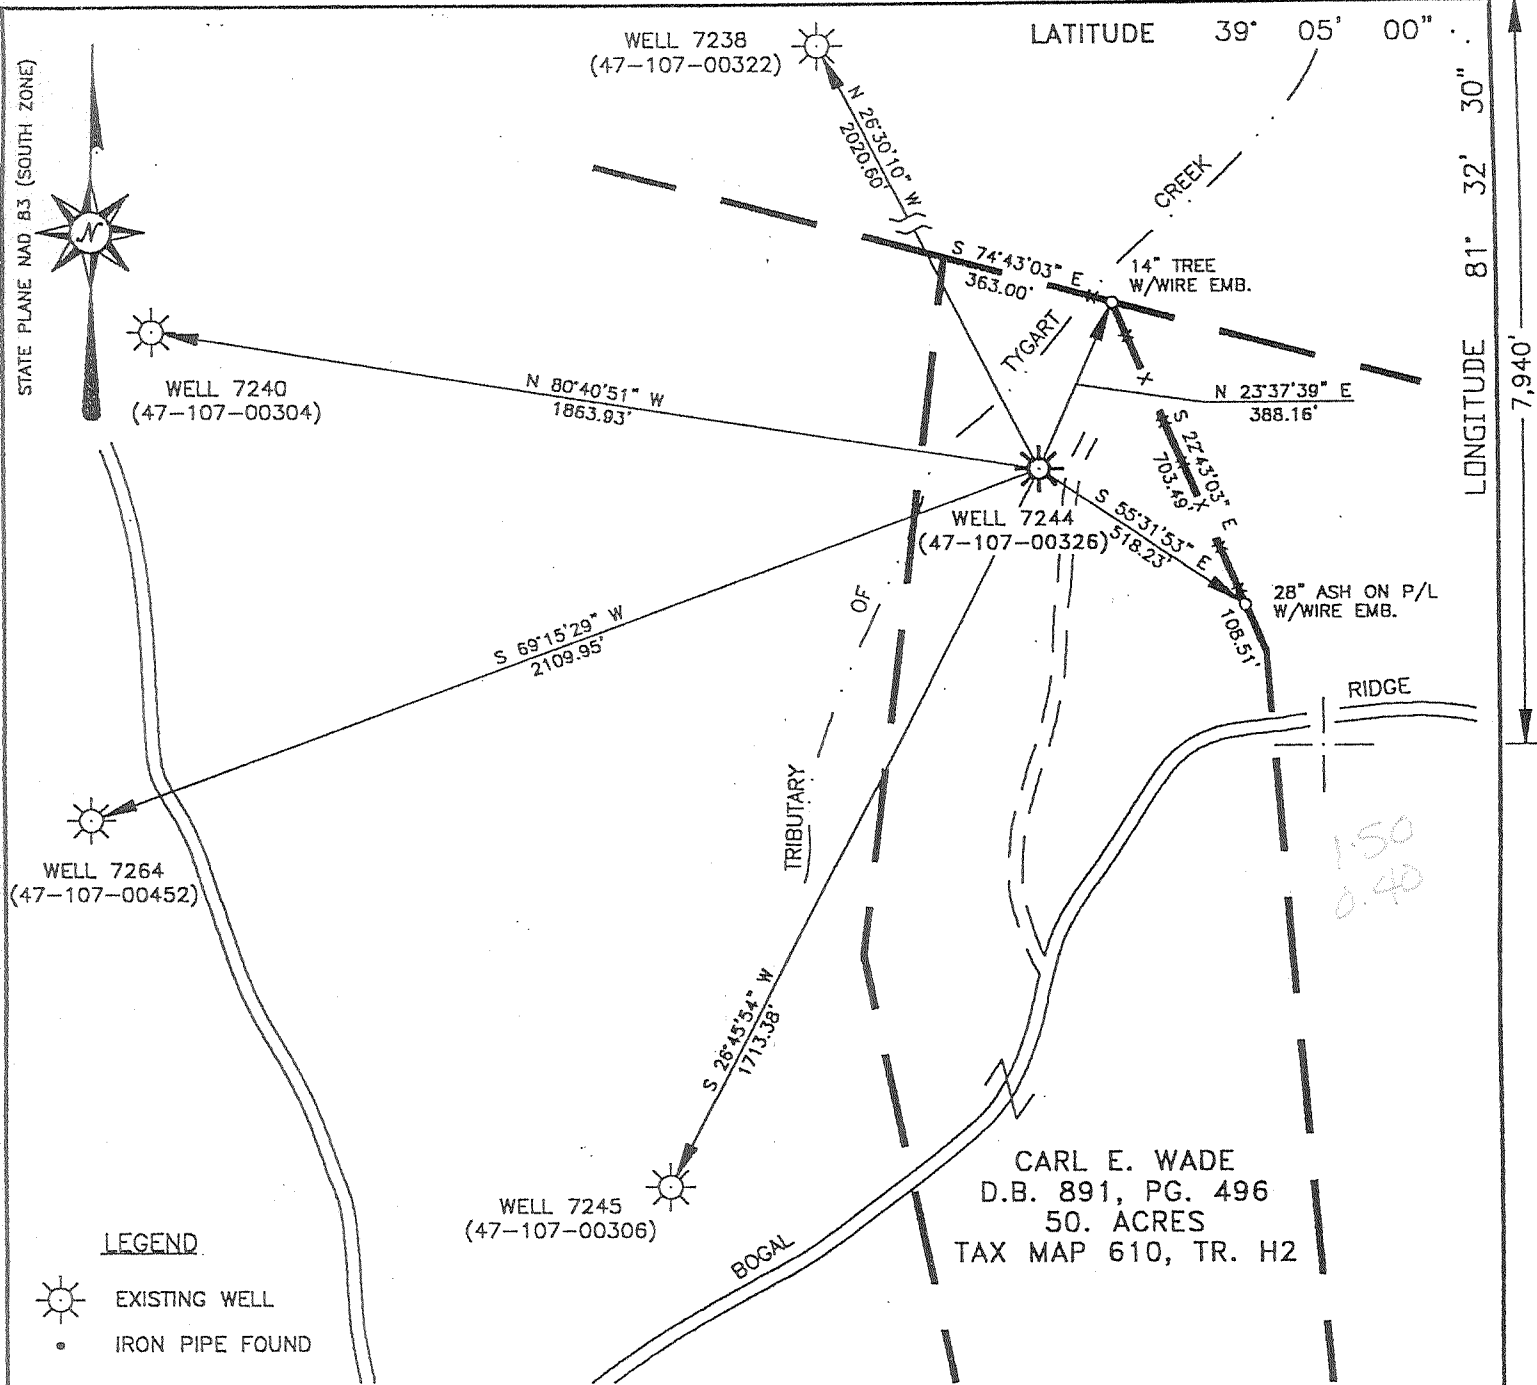 LATITUDE 39° 05' 00"
WELL 7238
(47-107-00322)
STATE PLANE NAD 83 (SOUTH ZONE)
N
LONGITUDE 81° 32' 30"
7,940'
N 26°30'10" W
2020.60'
CREEK
S 74°43'03" E
363.00'
14" TREE
W/WIRE EMB.
TYGART
WELL 7240
(47-107-00304)
N 80°40'51" W
1863.93'
N 23°37'39" E
388.16'
S 22°43'03" E
703.49'
WELL 7244
(47-107-00326)
S 55°31'53" E
518.23'
28" ASH ON P/L
W/WIRE EMB.
108.51'
OF
S 69°15'29" W
2109.95'
RIDGE
TRIBUTARY
WELL 7264
(47-107-00452)
1.50
0.40
S 26°45'54" W
1713.38'
WELL 7245
(47-107-00306)
BOGAL
CARL E. WADE
D.B. 891, PG. 496
50. ACRES
TAX MAP 610, TR. H2
LEGEND
EXISTING WELL
IRON PIPE FOUND